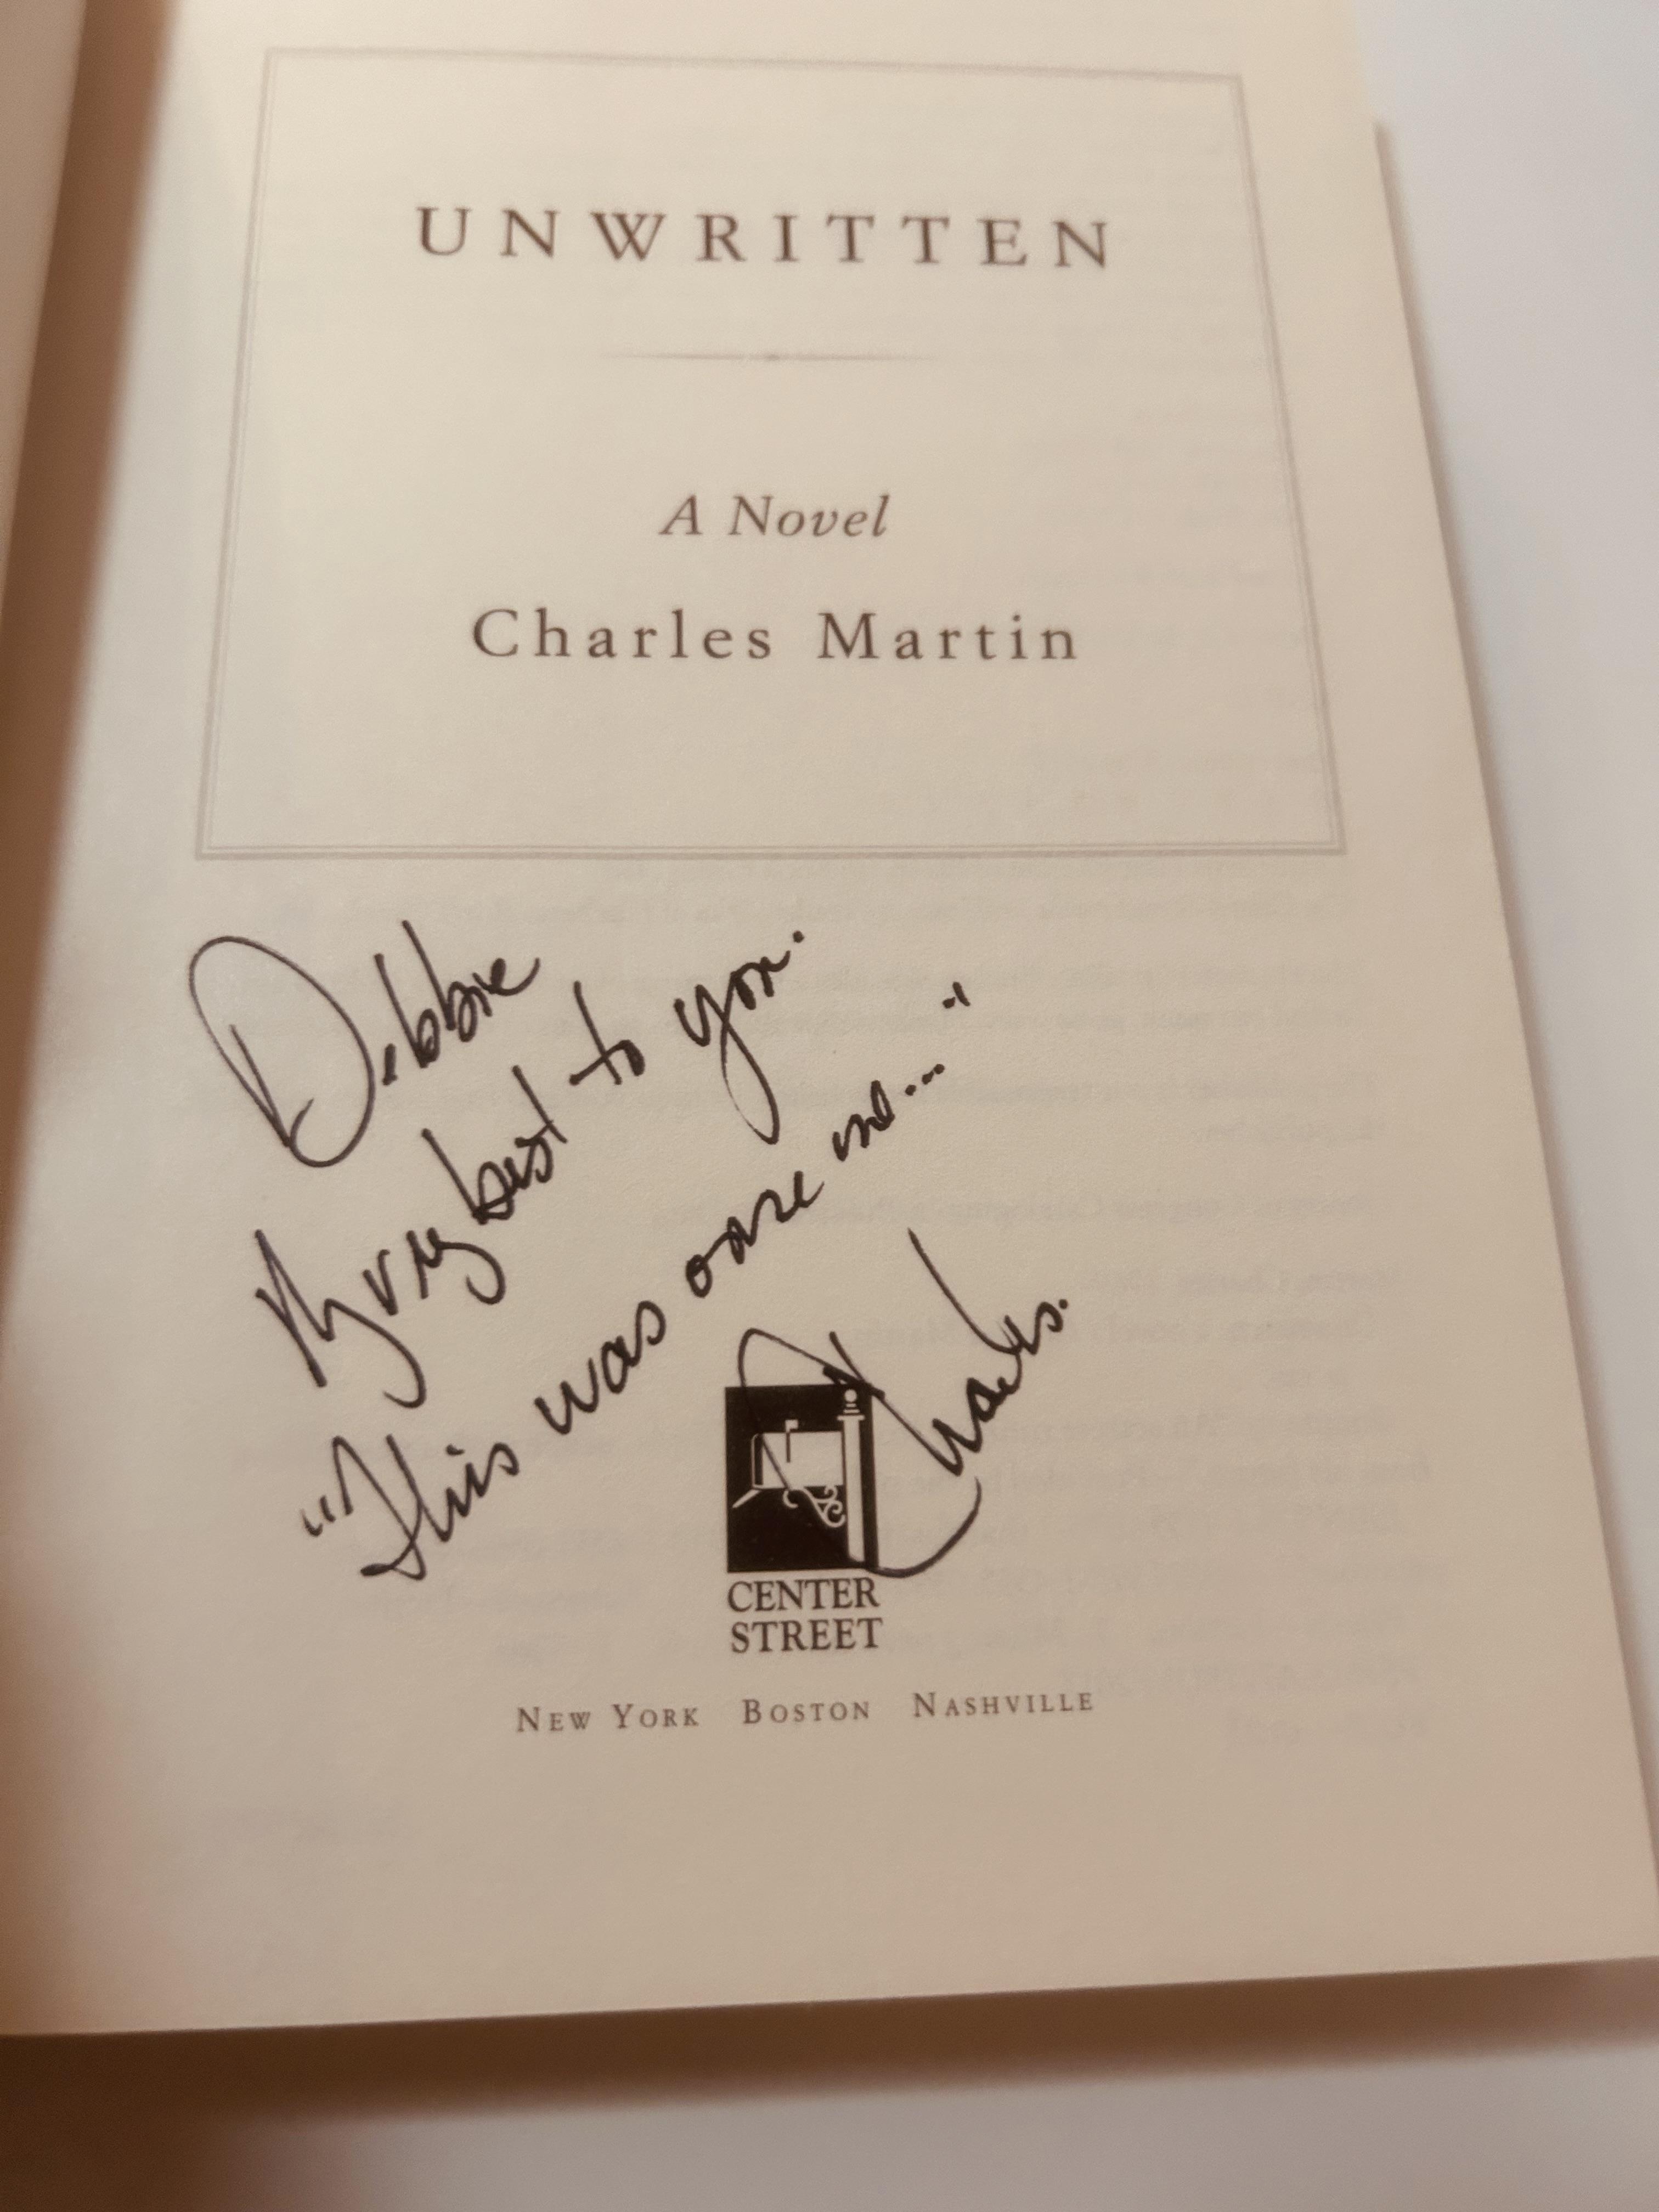 UNWRITTEN
A Novel
Charles Martin
Debbie
My very best to you.
"This was once me..."
Charles.
CENTER
STREET
NEW YORK BOSTON NASHVILLE